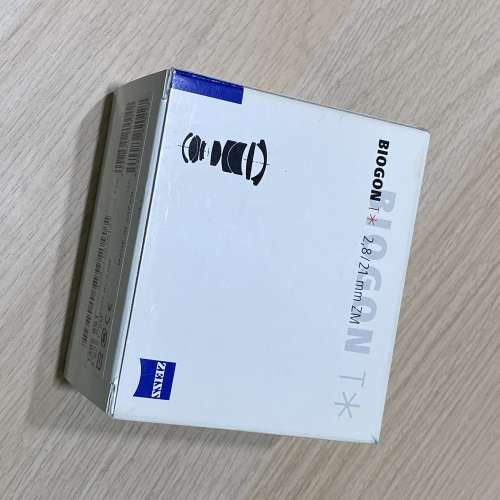 BIOGON T* 2,8/21 mm ZM
BIOGON T*
ZEISS